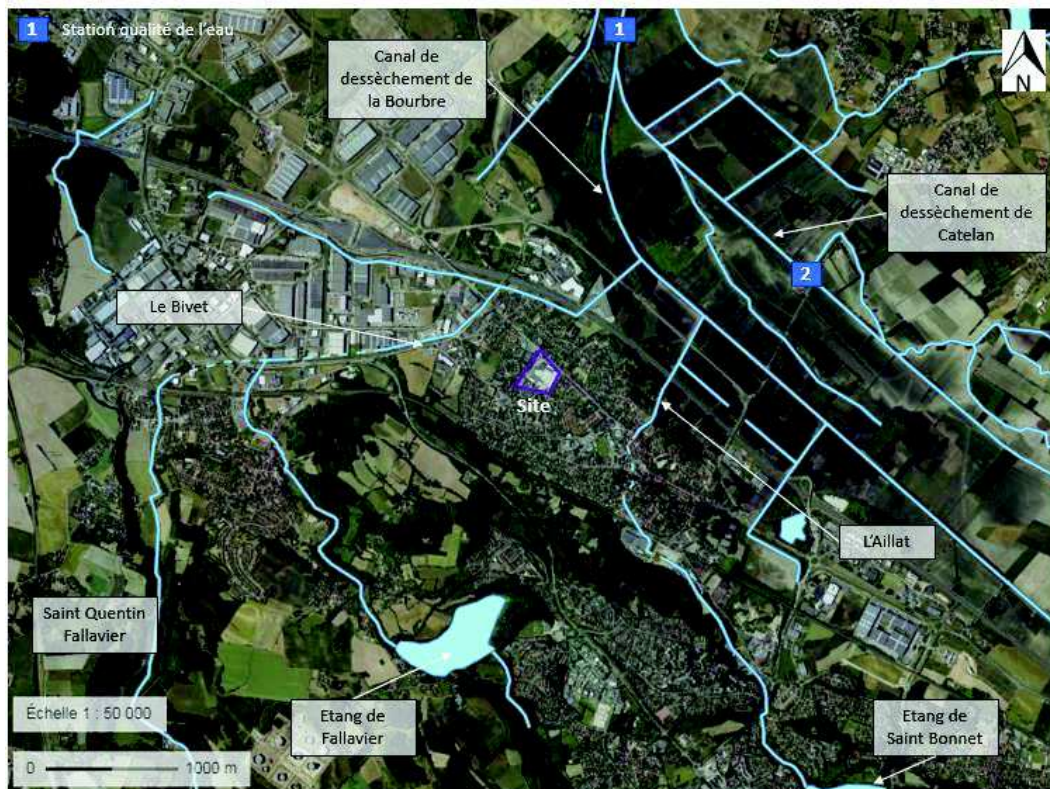 1 Station qualité de l'eau
1
N
Canal de
dessèchement de
la Bourbre
Canal de
dessèchement de
Catelan
2
Le Bivet
Site
L'Aillat
Saint Quentin
Fallavier
Échelle 1 : 50 000
0 1000 m
Etang de
Fallavier
Etang de
Saint Bonnet